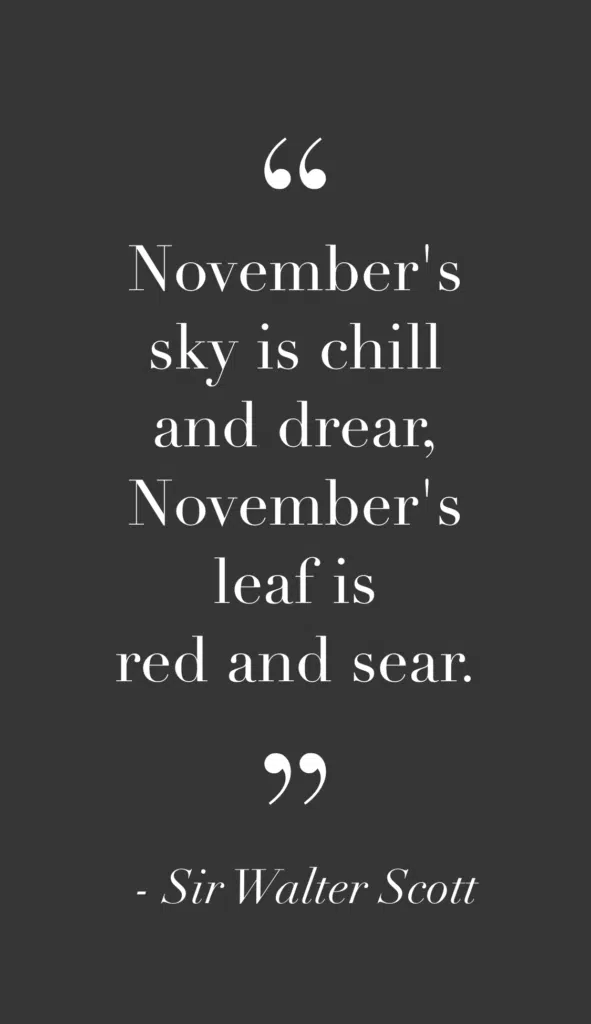 “
November's
sky is chill
and drear,
November's
leaf is
red and sear.
”
- Sir Walter Scott